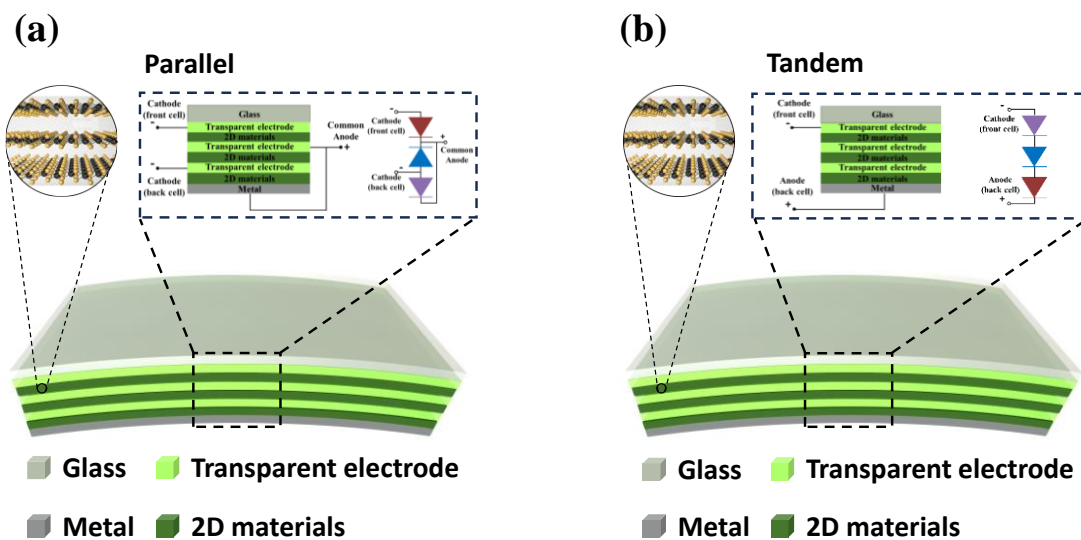 (a)
Parallel
Cathode
(front cell)
-
-
Cathode
(back cell)
Glass
Transparent electrode
2D materials
Transparent electrode
2D materials
Transparent electrode
2D materials
Metal
Common
Anode
+
-
Cathode
(front cell)
+
Common
Anode
-
Cathode
(back cell)
Glass
Transparent electrode
Metal
2D materials
(b)
Tandem
Cathode
(front cell)
-
Anode
(back cell)
+
Glass
Transparent electrode
2D materials
Transparent electrode
2D materials
Transparent electrode
2D materials
Metal
-
Cathode
(front cell)
Anode
(back cell)
+
Glass
Transparent electrode
Metal
2D materials